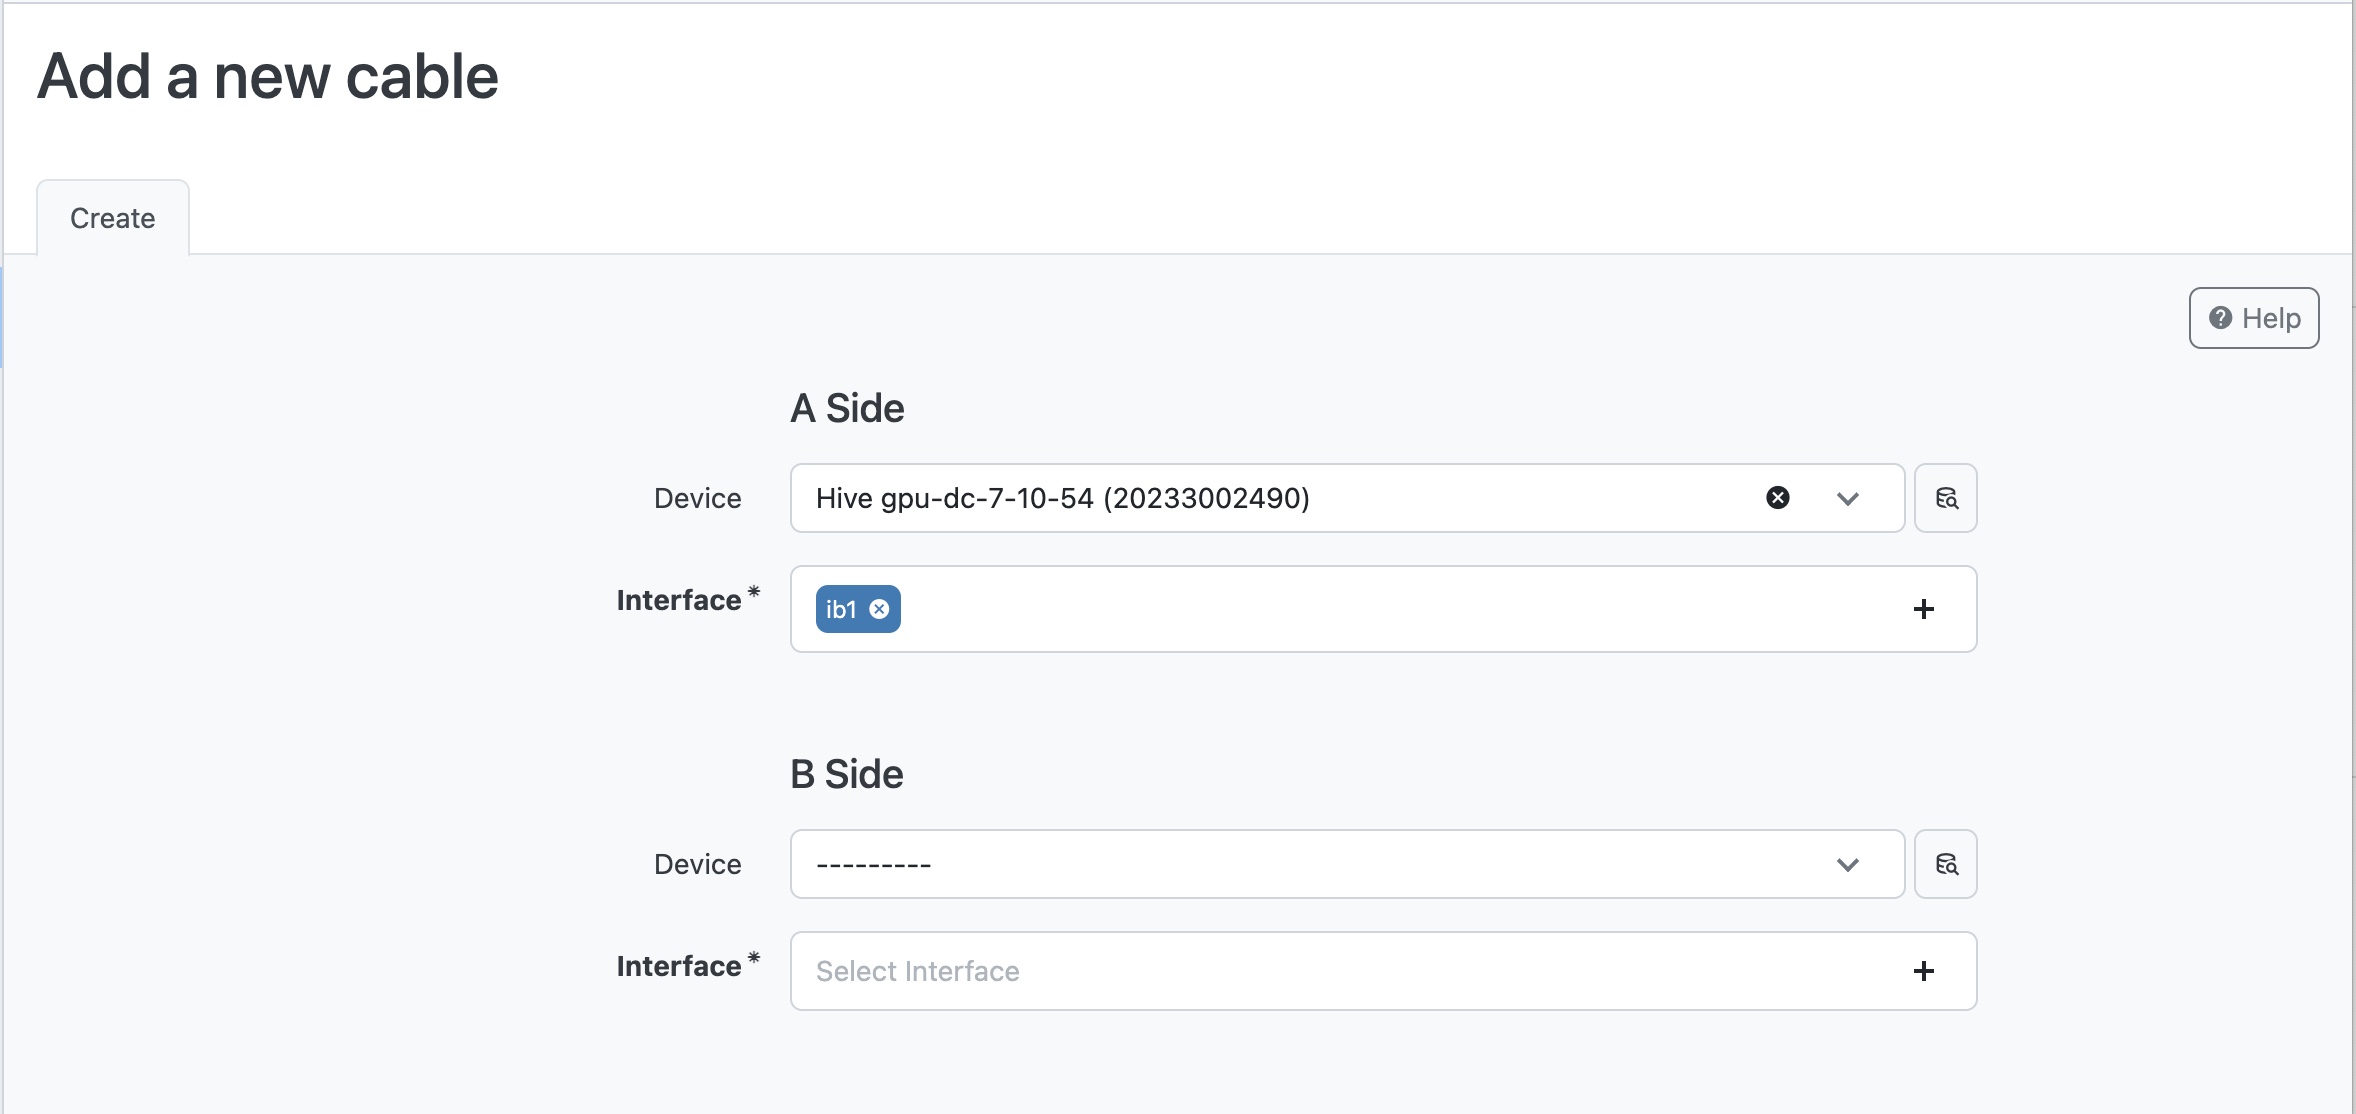 Add a new cable
Create
Help
A Side
Device
Hive gpu-dc-7-10-54 (20233002490)
Interface *
ib1
B Side
Device
---------
Interface *
Select Interface